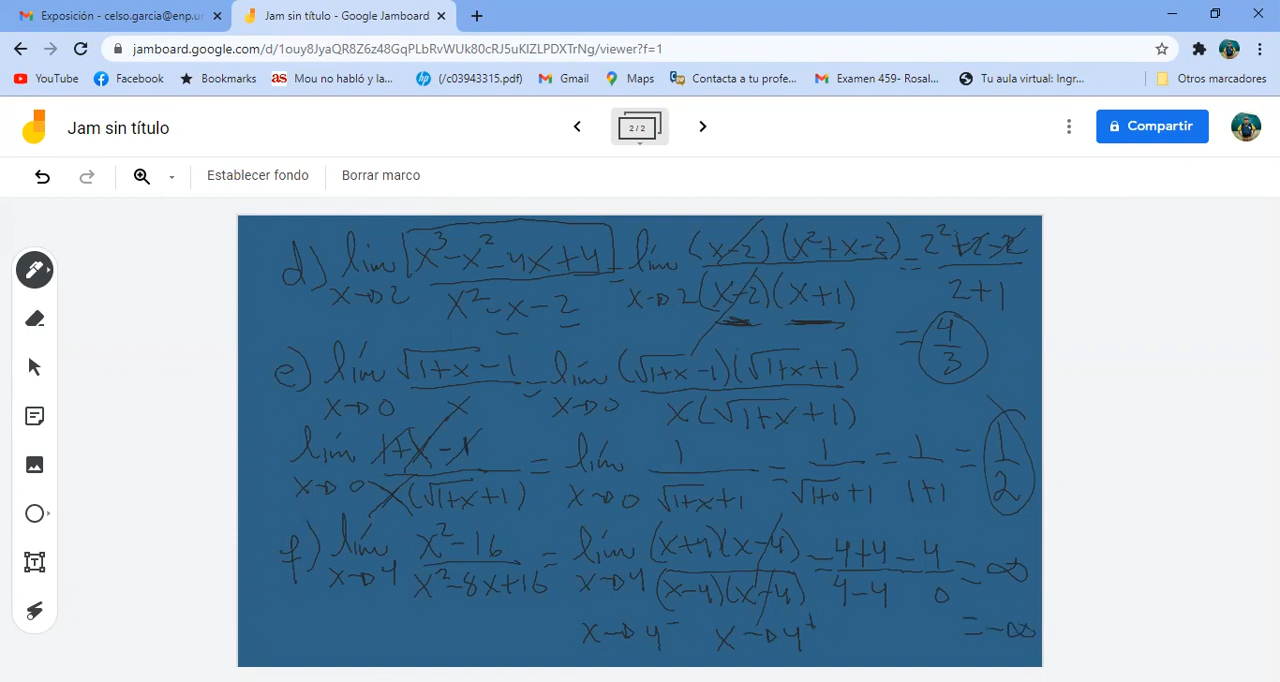 Exposición - celso.garcia@enp.u
Jam sin título - Google Jamboard
jamboard.google.com/d/1ouy8JyaQR8Z6z48GqPLbRvWUk80cRJ5uKIZLPDXTrNg/viewer?f=1
YouTube Facebook Bookmarks Mou no habló y la... (/c03943315.pdf) Gmail Maps Contacta a tu profe... Examen 459- Rosal... Tu aula virtual: Ingr... Otros marcadores
Jam sin título
2/2
Compartir
Establecer fondo
Borrar marco
d) lím x→2 x³-x²-4x+4 / x²-x-2 = lím x→2 (x-2)(x²+x-2) / (x-2)(x+1) = 2²+2-2 / 2+1
= 4/3
e) lím x→0 √1+x -1 / x = lím x→0 (√1+x -1)(√1+x +1) / x(√1+x +1)
lím x→0 1+x-1 / x(√1+x +1) = lím x→0 1 / √1+x +1 = 1 / √1+0 +1 = 1 / 1+1 = 1/2
f) lím x→4 x²-16 / x²-8x+16 = lím x→4 (x+4)(x-4) / (x-4)(x-4) = 4+4 / 4-4 = 4/0 = ∞
x→4⁻ x→4⁺ = -∞